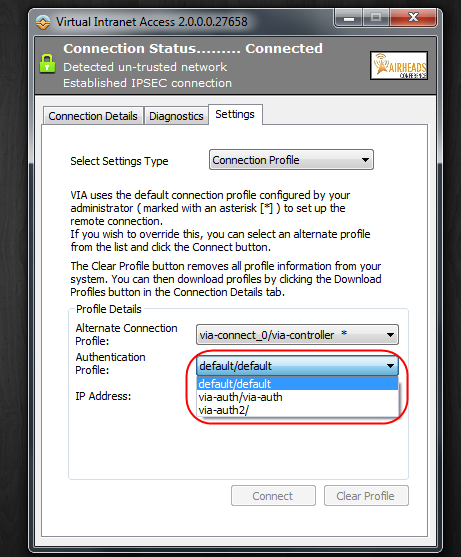 Virtual Intranet Access 2.0.0.0.27658
Connection Status......... Connected
Detected un-trusted network
Established IPSEC connection
AIRHEADS
CONFERENCE
Connection Details
Diagnostics
Settings
Select Settings Type
Connection Profile
VIA uses the default connection profile configured by your
administrator ( marked with an asterisk [*] ) to set up the
remote connection.
If you wish to override this, you can select an alternate profile
from the list and click the Connect button.
The Clear Profile button removes all profile information from your
system. You can then download profiles by clicking the Download
Profiles button in the Connection Details tab.
Profile Details
Alternate Connection
Profile:
via-connect_0/via-controller *
Authentication
Profile:
default/default
default/default
via-auth/via-auth
via-auth2/
IP Address:
Connect
Clear Profile